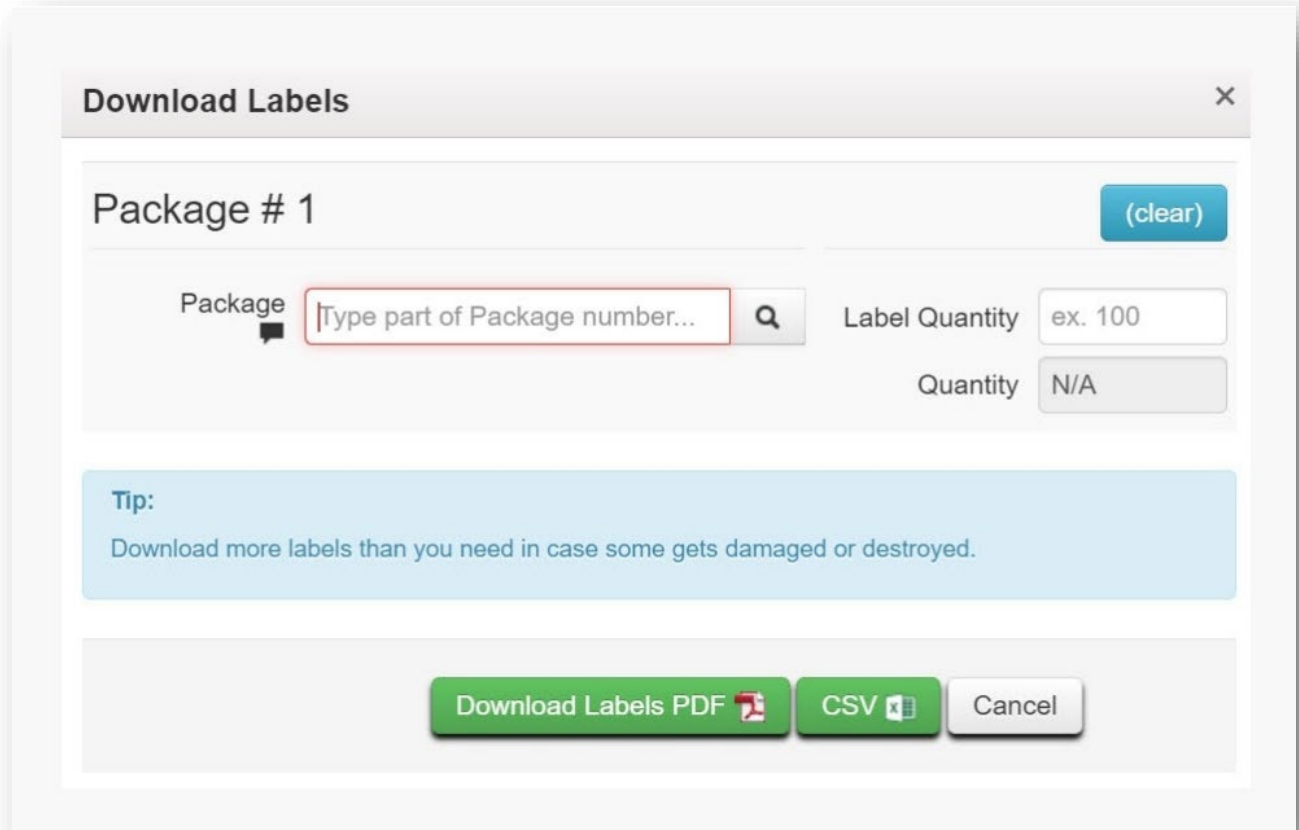 Download Labels ×
Package # 1 (clear)
Package Type part of Package number... Label Quantity ex. 100
Quantity N/A
Tip:
Download more labels than you need in case some gets damaged or destroyed.
Download Labels PDF CSV Cancel